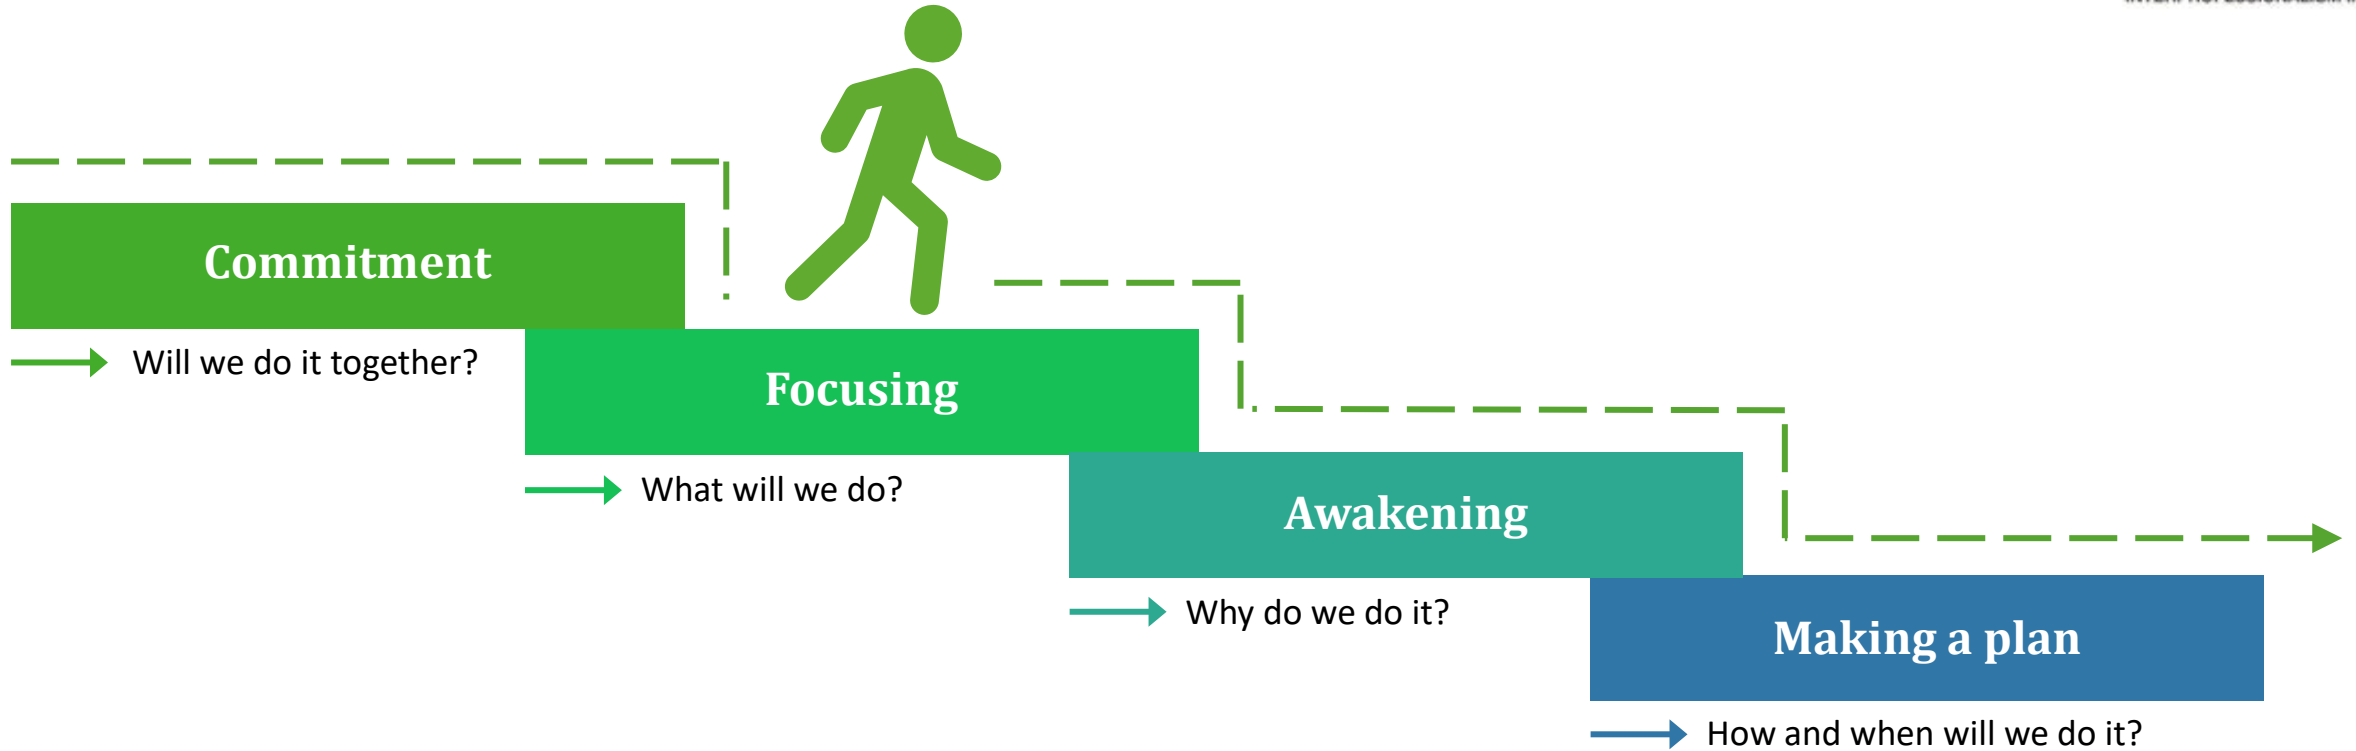 Commitment
Will we do it together?
Focusing
What will we do?
Awakening
Why do we do it?
Making a plan
How and when will we do it?